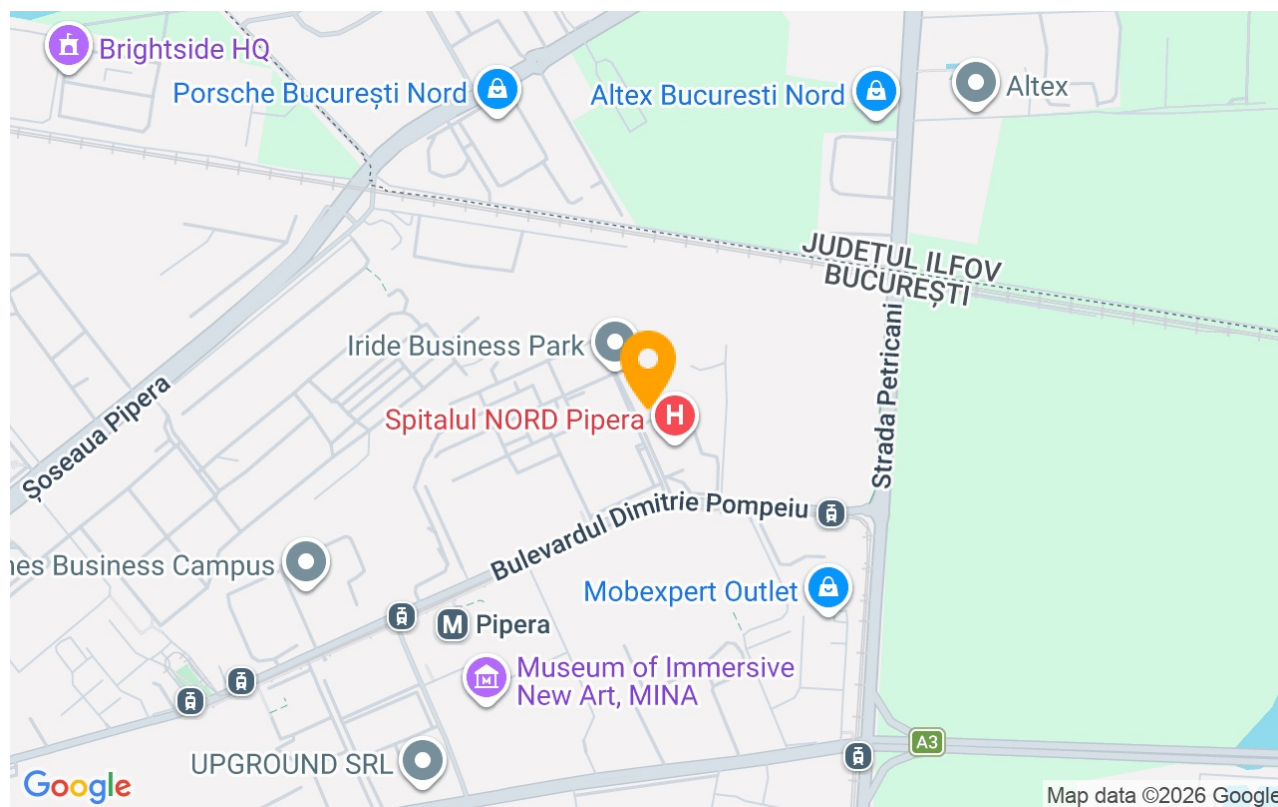 Brightside HQ
Porsche București Nord
Altex Bucuresti Nord
Altex
JUDEȚUL ILFOV
BUCUREȘTI
Iride Business Park
Spitalul NORD Pipera
H
Șoseaua Pipera
Strada Petricani
Bulevardul Dimitrie Pompeiu
nes Business Campus
Mobexpert Outlet
M Pipera
Museum of Immersive
New Art, MINA
M
A3
UPGROUND SRL
Google
Map data ©2026 Google